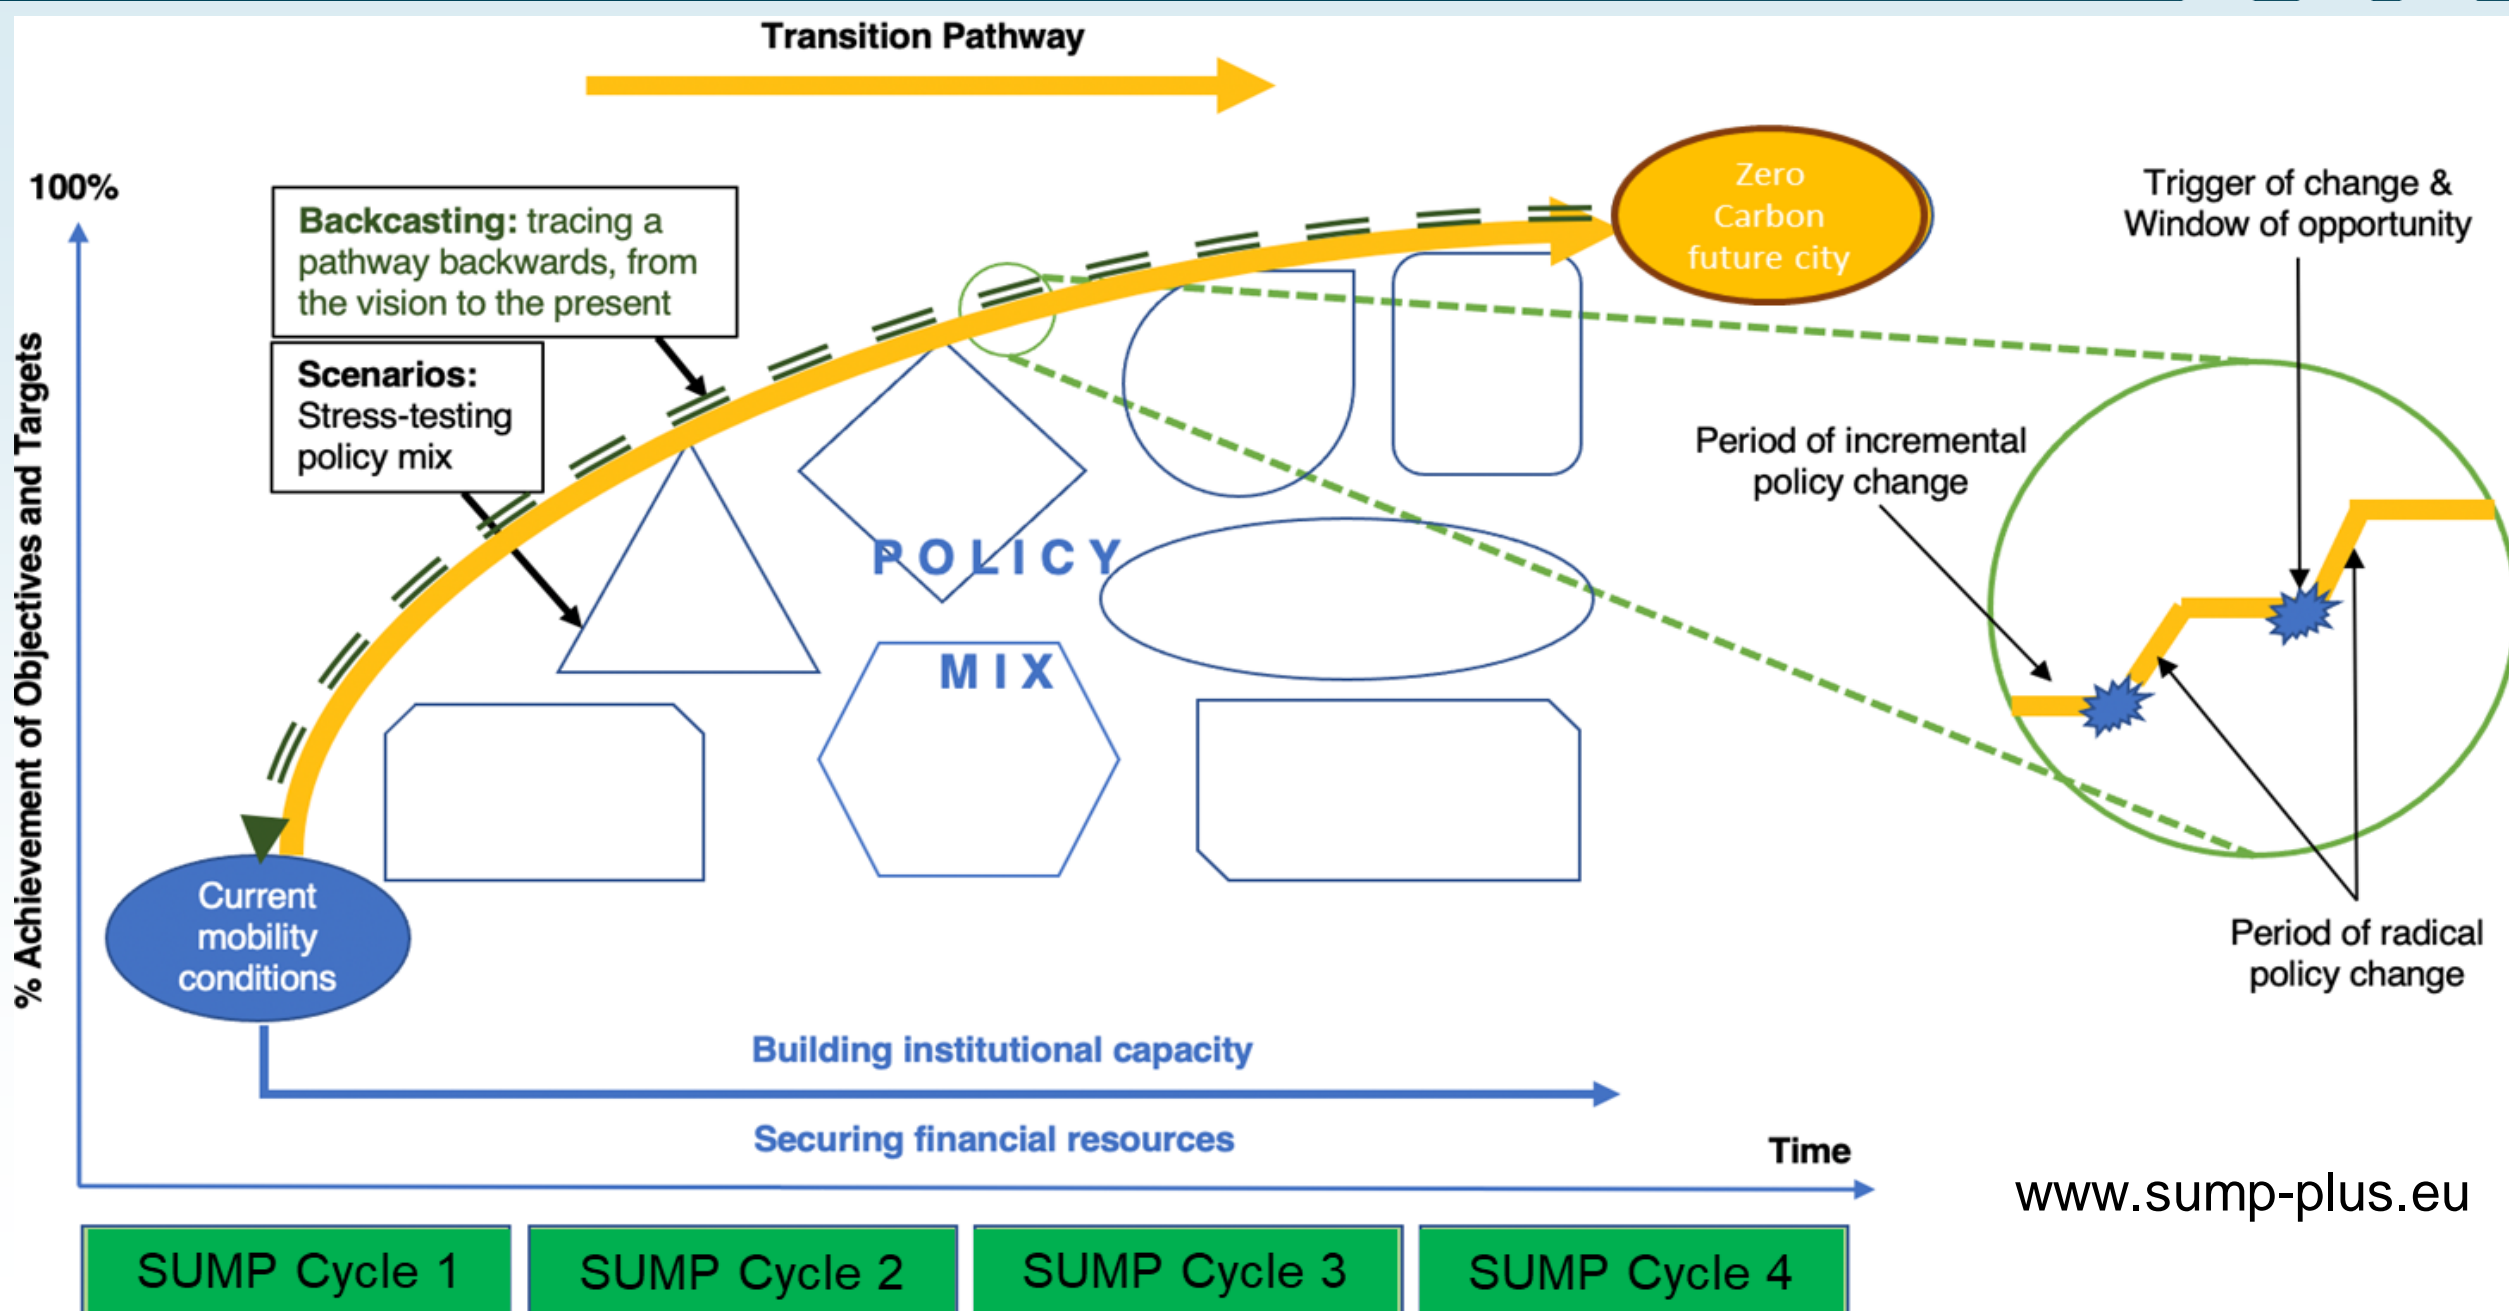 Transition Pathway
100%
Backcasting: tracing a
pathway backwards, from
the vision to the present
Scenarios:
Stress-testing
policy mix
% Achievement of Objectives and Targets
Zero
Carbon
future city
Trigger of change &
Window of opportunity
Period of incremental
policy change
POLICY
MIX
Current
mobility
conditions
Period of radical
policy change
Building institutional capacity
Securing financial resources
Time
www.sump-plus.eu
SUMP Cycle 1
SUMP Cycle 2
SUMP Cycle 3
SUMP Cycle 4